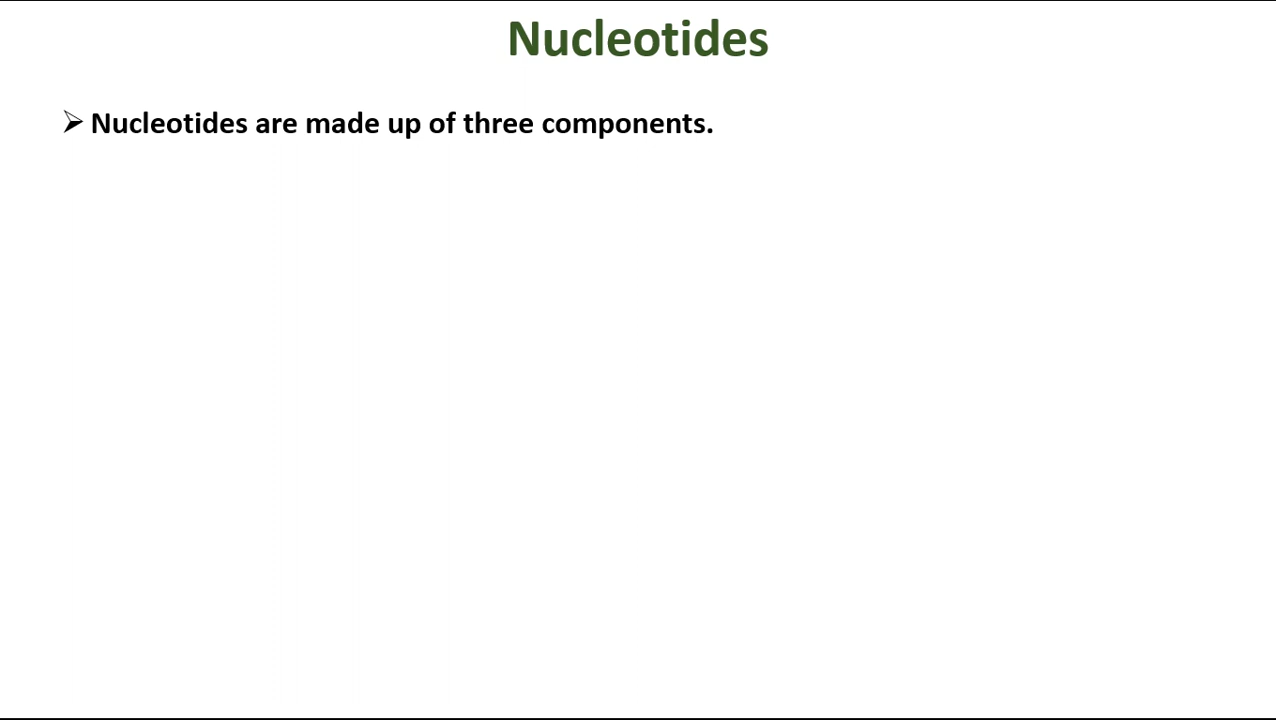 Nucleotides
➢ Nucleotides are made up of three components.